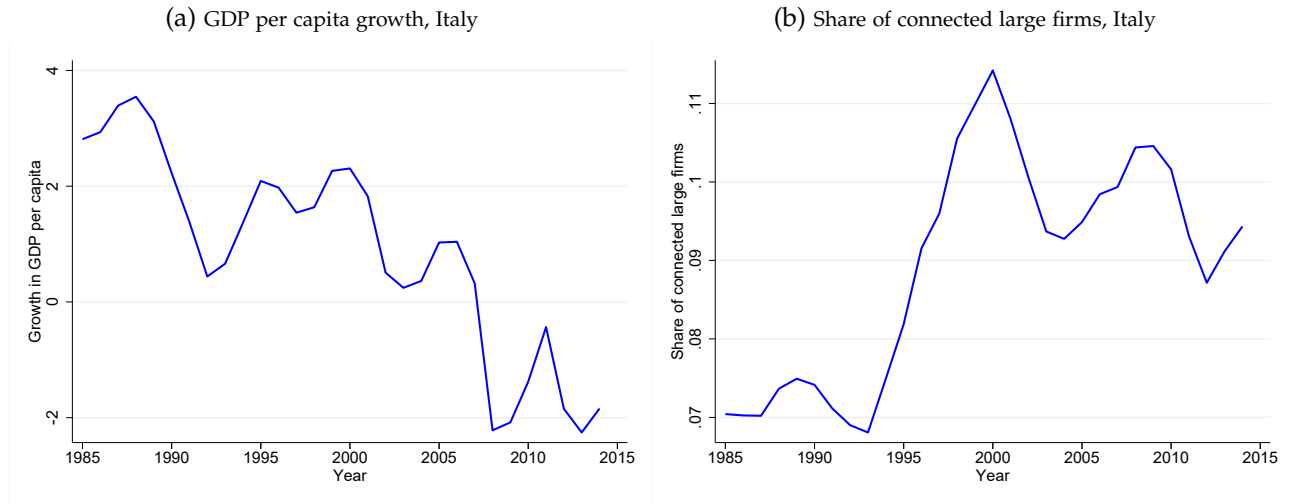 (a) GDP per capita growth, Italy
Growth in GDP per capita
4
2
0
-2
1985 1990 1995 2000 2005 2010 2015
Year
(b) Share of connected large firms, Italy
Share of connected large firms
.11
.1
.09
.08
.07
1985 1990 1995 2000 2005 2010 2015
Year